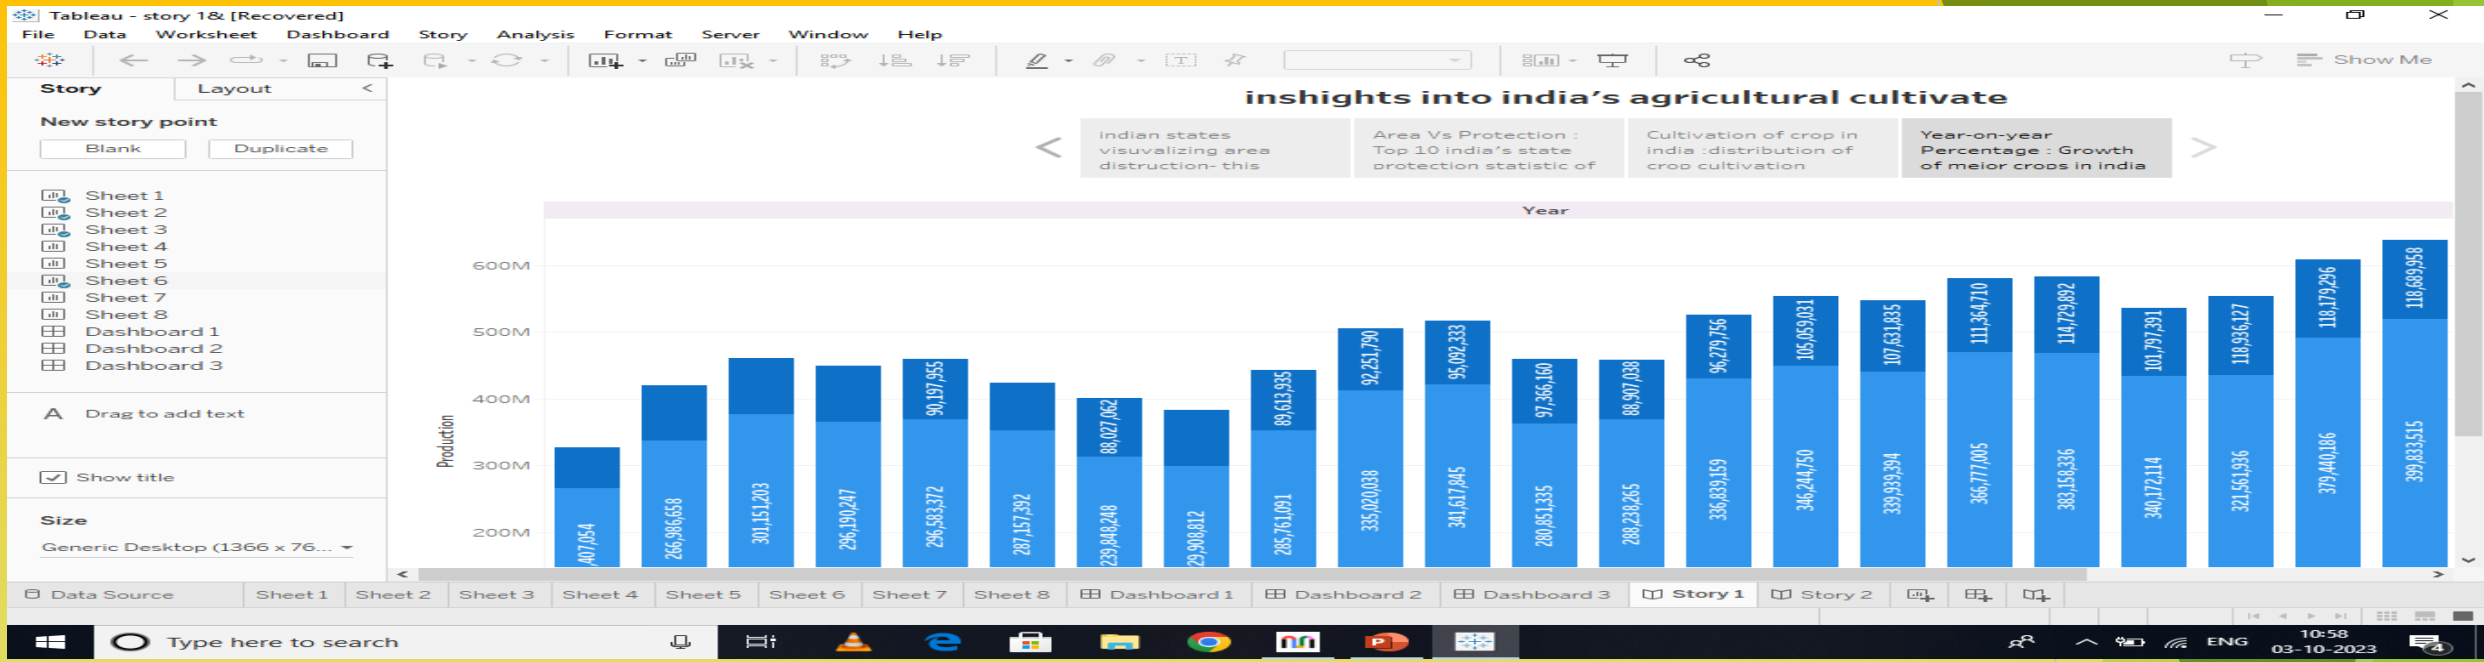 Tableau - story 1& [Recovered]
File Data Worksheet Dashboard Story Analysis Format Server Window Help
Show Me
Story Layout <
New story point
Blank Duplicate
Sheet 1
Sheet 2
Sheet 3
Sheet 4
Sheet 5
Sheet 6
Sheet 7
Sheet 8
Dashboard 1
Dashboard 2
Dashboard 3
A Drag to add text
Show title
Size
Generic Desktop (1366 x 76...
inshights into india's agricultural cultivate
indian states
visuvalizing area
distruction- this
Area Vs Protection :
Top 10 india's state
protection statistic of
Cultivation of crop in
india :distribution of
crop cultivation
Year-on-year
Percentage : Growth
of mejor crops in india
Year
Production
600M
500M
400M
300M
200M
,407,054
266,986,658
301,151,203
296,190,247
90,197,955
296,583,372
287,157,392
88,027,062
239,848,248
29,908,812
89,613,935
285,761,091
92,251,790
335,020,038
95,092,333
341,617,845
97,366,160
280,851,335
88,907,038
288,238,265
96,279,756
336,839,159
105,059,031
346,244,750
107,631,835
339,939,394
111,364,710
366,777,005
114,729,892
383,158,336
101,797,391
340,172,114
118,936,127
321,561,936
118,179,296
379,440,186
118,689,958
399,833,515
Data Source Sheet 1 Sheet 2 Sheet 3 Sheet 4 Sheet 5 Sheet 6 Sheet 7 Sheet 8 Dashboard 1 Dashboard 2 Dashboard 3 Story 1 Story 2
Type here to search
ENG
10:58
03-10-2023
4